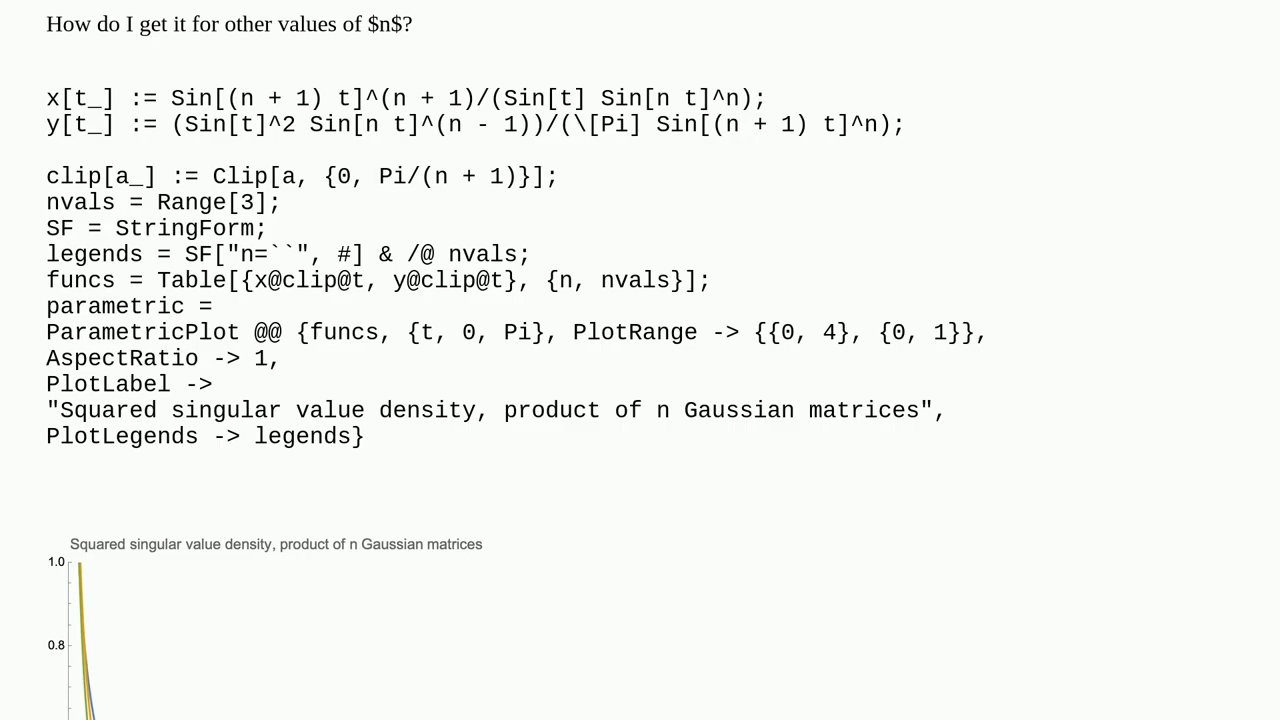 How do I get it for other values of $n$?
x[t_] := Sin[(n + 1) t]^(n + 1)/(Sin[t] Sin[n t]^n);
y[t_] := (Sin[t]^2 Sin[n t]^(n - 1))/(\[Pi] Sin[(n + 1) t]^n);
clip[a_] := Clip[a, {0, Pi/(n + 1)}];
nvals = Range[3];
SF = StringForm;
legends = SF["n=``", #] & /@ nvals;
funcs = Table[{x@clip@t, y@clip@t}, {n, nvals}];
parametric =
ParametricPlot @@ {funcs, {t, 0, Pi}, PlotRange -> {{0, 4}, {0, 1}},
AspectRatio -> 1,
PlotLabel ->
"Squared singular value density, product of n Gaussian matrices",
PlotLegends -> legends}
Squared singular value density, product of n Gaussian matrices
1.0
0.8